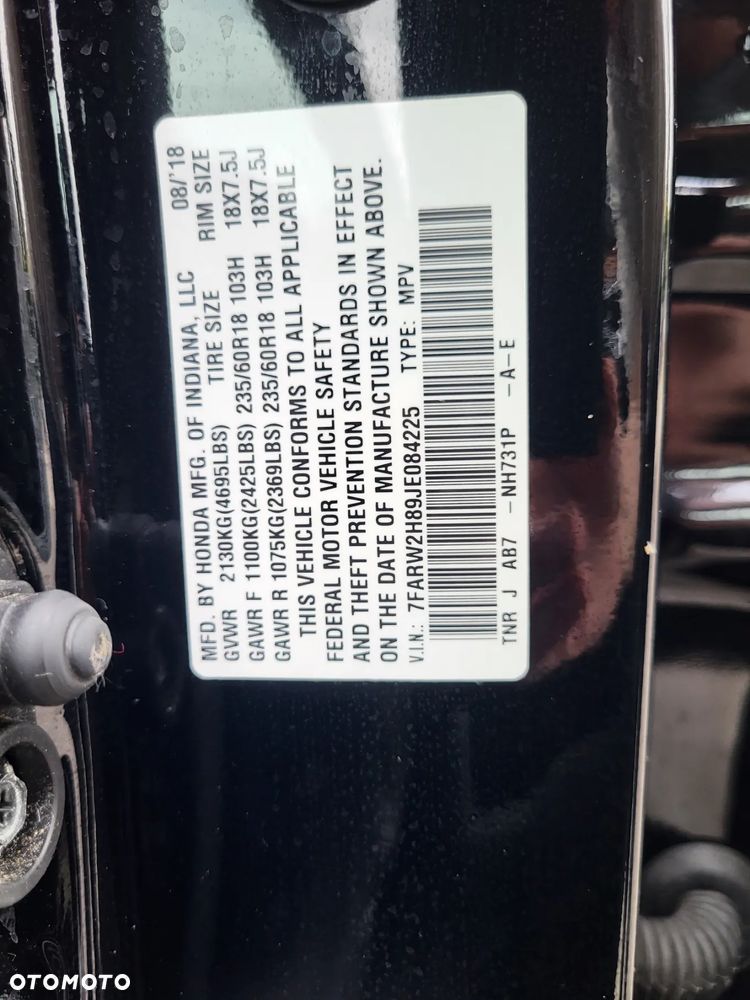 MFD. BY HONDA MFG. OF INDIANA, LLC 08/'18
GVWR 2130KG(4695LBS) TIRE SIZE RIM SIZE
GAWR F 1100KG(2425LBS) 235/60R18 103H 18X7.5J
GAWR R 1075KG(2369LBS) 235/60R18 103H 18X7.5J
THIS VEHICLE CONFORMS TO ALL APPLICABLE
FEDERAL MOTOR VEHICLE SAFETY
AND THEFT PREVENTION STANDARDS IN EFFECT
ON THE DATE OF MANUFACTURE SHOWN ABOVE.
V.I.N.: 7FARW2H89JE084225 TYPE: MPV
TNR J AB7 -NH731P -A-E
OTOMOTO